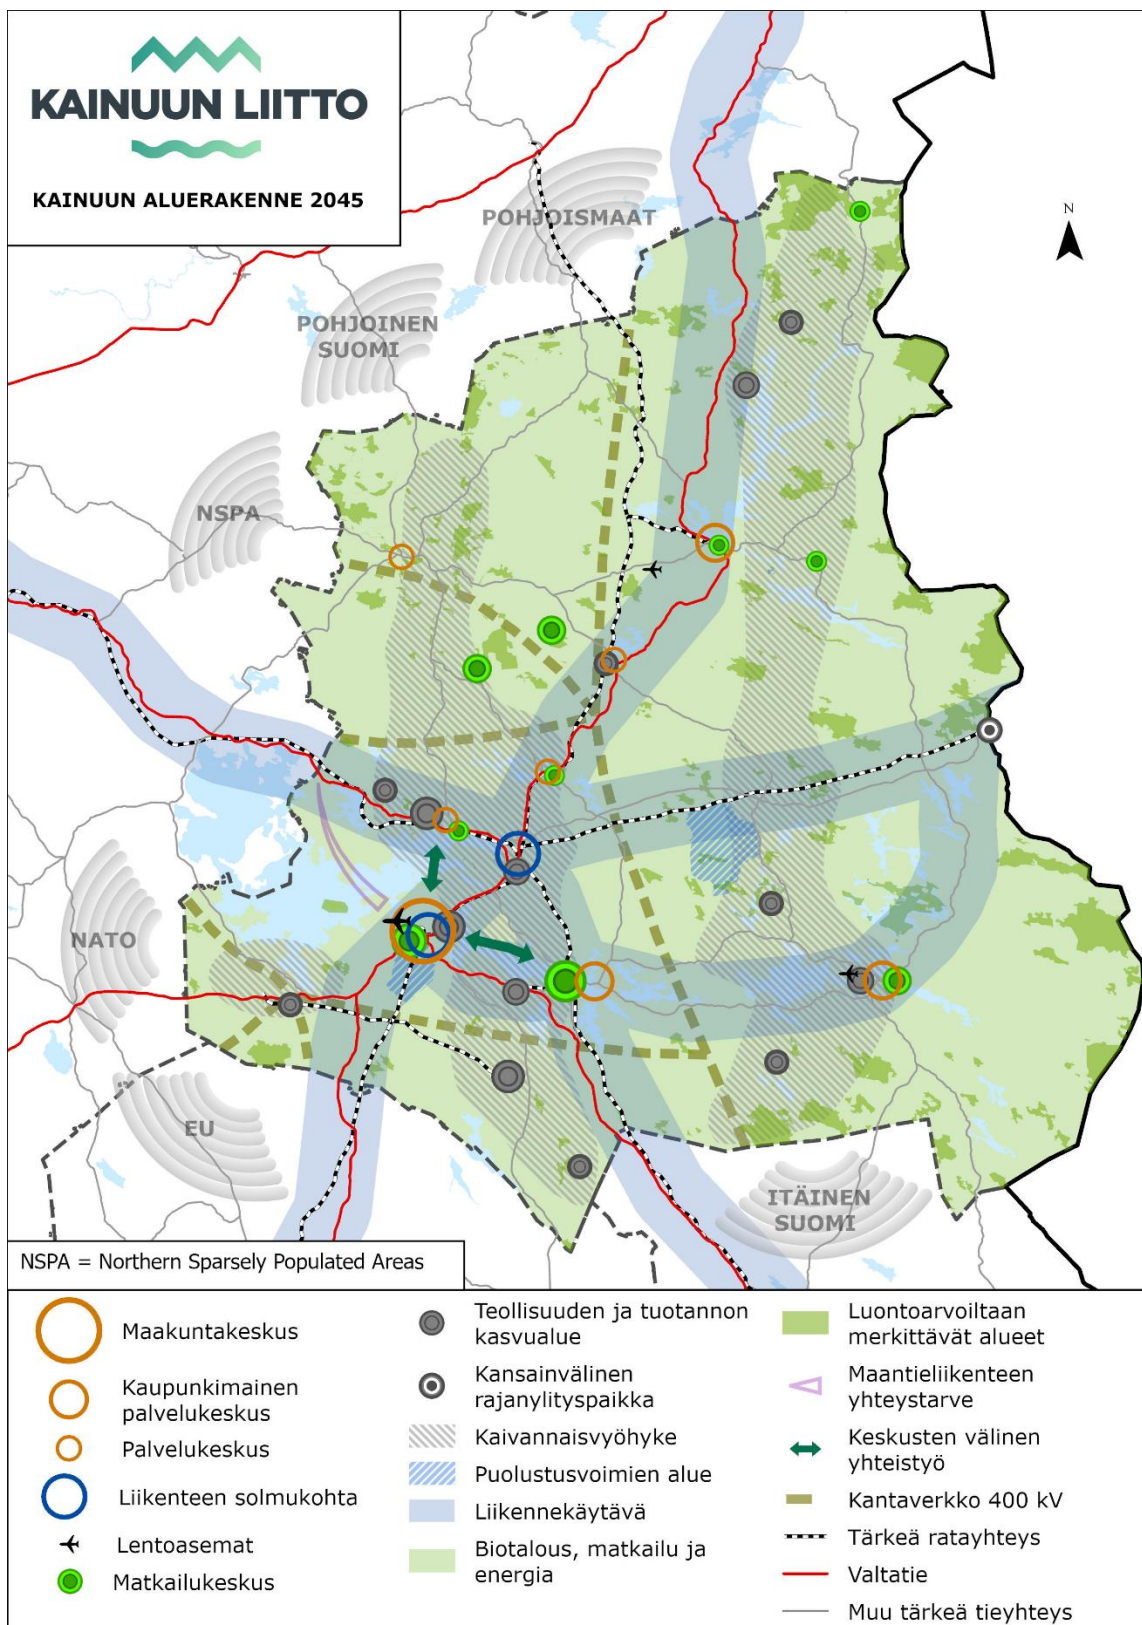 KAINUUN LIITTO
KAINUUN ALUERAKENNE 2045
POHJOISMAAT
N
POHJOINEN
SUOMI
NSPA
NATO
EU
ITÄINEN
SUOMI
NSPA = Northern Sparsely Populated Areas
Maakuntakeskus
Kaupunkimainen
palvelukeskus
Palvelukeskus
Liikenteen solmukohta
Lentoasemat
Matkailukeskus
Teollisuuden ja tuotannon
kasvualue
Kansainvälinen
rajanylityspaikka
Kaivannaisvyöhyke
Puolustusvoimien alue
Liikennekäytävä
Biotalous, matkailu ja
energia
Luontoarvoiltaan
merkittävät alueet
Maantieliikenteen
yhteystarve
Keskusten välinen
yhteistyö
Kantaverkko 400 kV
Tärkeä ratayhteys
Valtatie
Muu tärkeä tieyhteys